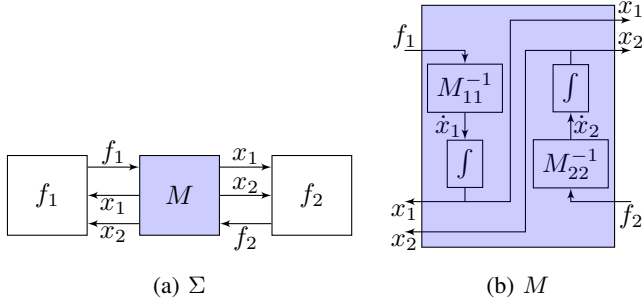 f₁
f₁
x₁
x₂
M
x₁
x₂
f₂
f₂
(a) Σ
x₁
x₂
f₁
M₁₁⁻¹
ẋ₁
∫
x₁
x₂
∫
ẋ₂
M₂₂⁻¹
f₂
(b) M